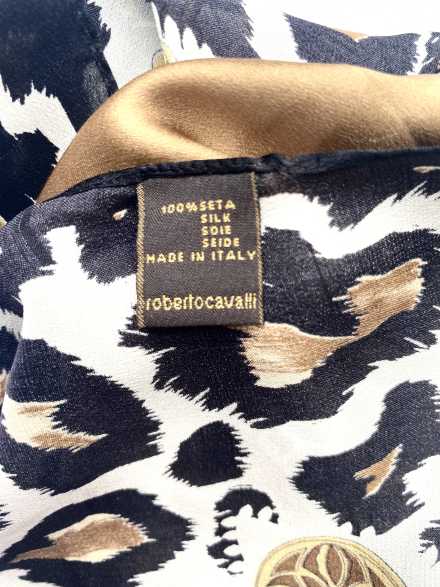 100% SETA
SILK
SOIE
SEIDE
MADE IN ITALY
robertocavalli